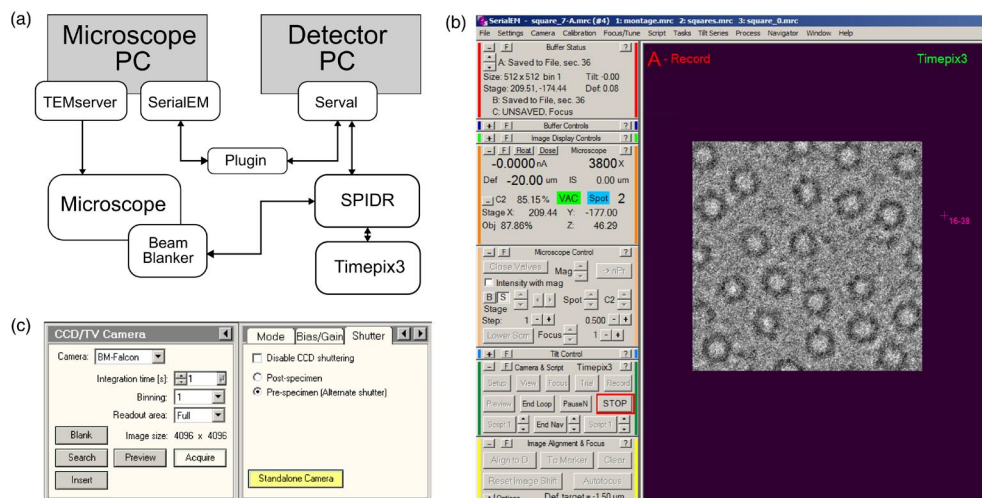 (a)
Microscope
PC
Detector
PC
TEMserver
SerialEM
Serval
Plugin
Microscope
SPIDR
Beam
Blanker
Timepix3
(b)
SerialEM - square_7-A.mrc (#4) 1: montage.mrc 2: squares.mrc 3: square_0.mrc
File Settings Camera Calibration Focus/Tune Script Tasks Tilt Series Process Navigator Window Help
- F Buffer Status ?
A: Saved to File, sec. 36
Size: 512 x 512 bin 1 Tilt: -0.00
Stage: 209.51, -174.44 Def: 0.08
B: Saved to File, sec. 36
C: UNSAVED, Focus
+ F Buffer Controls ?
+ F Image Display Controls ?
- F Float Dose Microscope ?
-0.0000 nA 3800 X
Def -20.00 um IS 0.00 um
- C2 85.15% VAC Spot 2
Stage X: 209.44 Y: -177.00
Obj 87.86% Z: 46.29
- F Microscope Control ?
Close Valves Mag -> nPr
Intensity with mag
B S Spot C2
Stage
Step: 1 - + 0.500 - +
Lower Scrn Focus 1 - +
+ F Tilt Control ?
- F Camera & Script Timepix3 ?
Setup View Focus Trial Record
Preview End Loop PauseN STOP
Script 1 End Nav Script 1
- F Image Alignment & Focus ?
Align to D To Marker Clear
Reset Image Shift Autofocus
Options Def. target = -1.50 um
A - Record
Timepix3
16-38
(c)
CCD/TV Camera
Camera: BM-Falcon
Integration time [s]: 1
Binning: 1
Readout area: Full
Blank Image size: 4096 x 4096
Search Preview Acquire
Insert
Mode Bias/Gain Shutter
Disable CCD shuttering
Post-specimen
Pre-specimen (Alternate shutter)
Standalone Camera